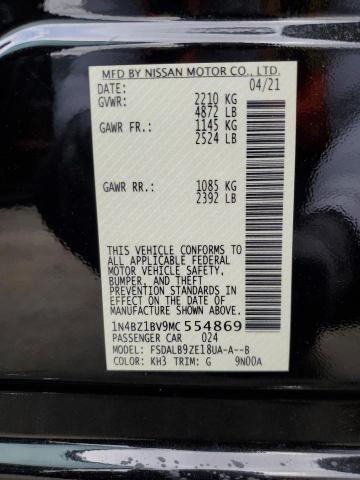 MFD BY NISSAN MOTOR CO., LTD.
DATE: 04/21
GVWR: 2210 KG
4872 LB
GAWR FR.: 1145 KG
2524 LB
GAWR RR.: 1085 KG
2392 LB
THIS VEHICLE CONFORMS TO
ALL APPLICABLE FEDERAL
MOTOR VEHICLE SAFETY,
BUMPER, AND THEFT
PREVENTION STANDARDS IN
EFFECT ON THE DATE OF
MANUFACTURE SHOWN ABOVE.
1N4BZ1BV9MC554869
PASSENGER CAR 024
MODEL: FSDALB9ZE18UA-A--B
COLOR: KH3 TRIM: G 9N00A